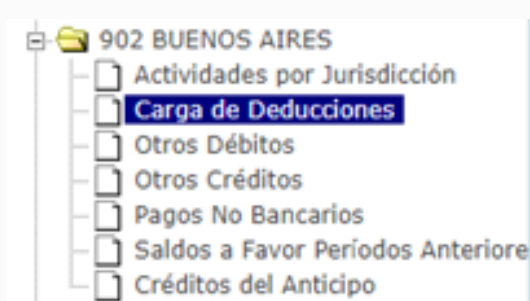 902 BUENOS AIRES
Actividades por Jurisdicción
Carga de Deducciones
Otros Débitos
Otros Créditos
Pagos No Bancarios
Saldos a Favor Períodos Anteriore
Créditos del Anticipo